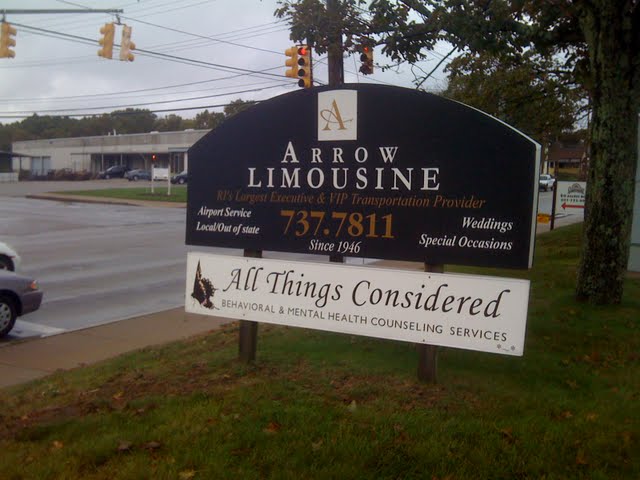 A
ARROW
LIMOUSINE
RI's Largest Executive & VIP Transportation Provider
Airport Service
Local/Out of state
737.7811
Since 1946
Weddings
Special Occasions
All Things Considered
BEHAVIORAL & MENTAL HEALTH COUNSELING SERVICES